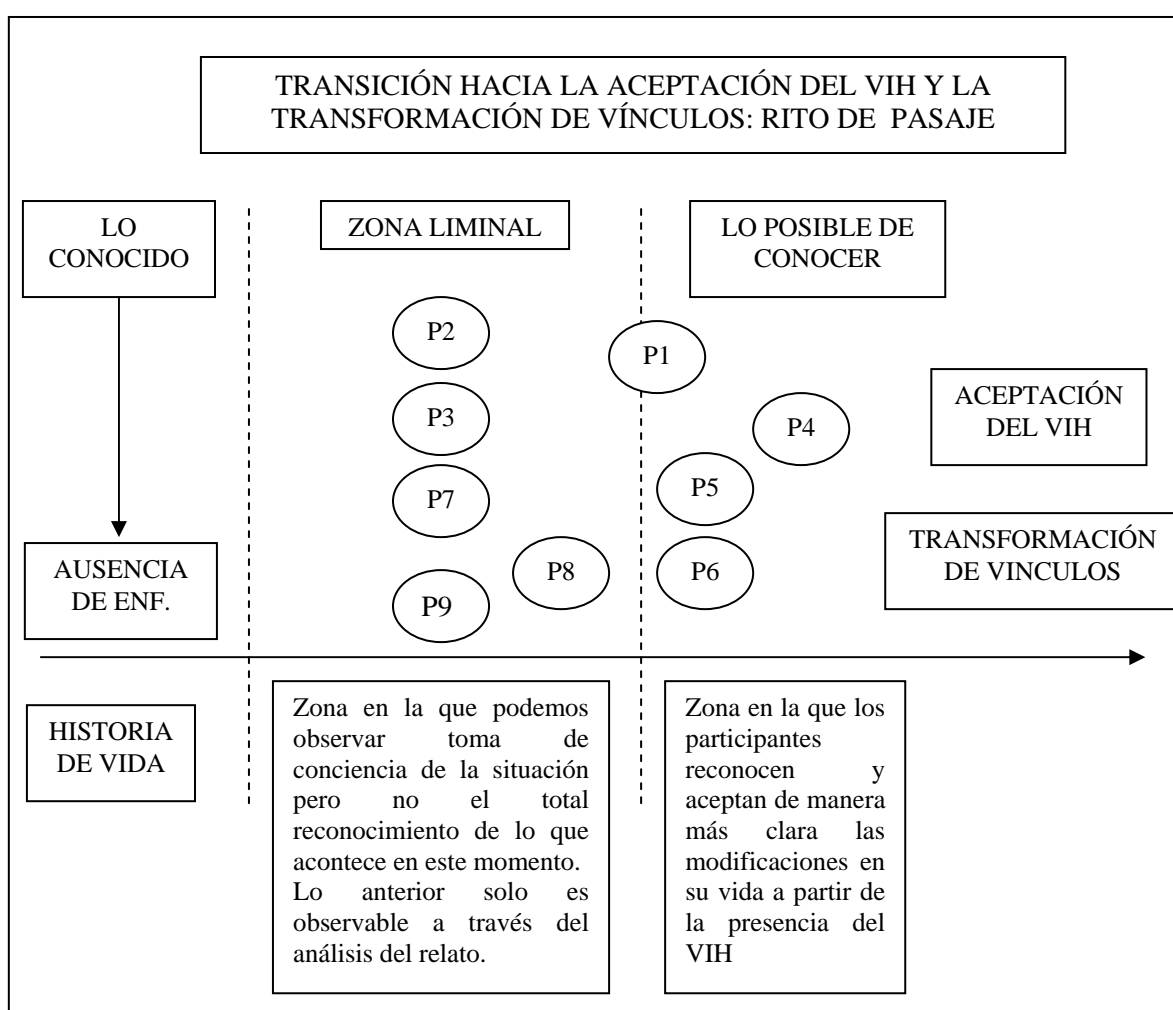 TRANSICIÓN HACIA LA ACEPTACIÓN DEL VIH Y LA
TRANSFORMACIÓN DE VÍNCULOS: RITO DE PASAJE
LO
CONOCIDO
ZONA LIMINAL
LO POSIBLE DE
CONOCER
P2
P1
P3
P4
ACEPTACIÓN
DEL VIH
P7
P5
AUSENCIA
DE ENF.
P9
P8
P6
TRANSFORMACIÓN
DE VINCULOS
HISTORIA
DE VIDA
Zona en la que podemos
observar toma de
conciencia de la situación
pero no el total
reconocimiento de lo que
acontece en este momento.
Lo anterior solo es
observable a través del
análisis del relato.
Zona en la que los
participantes
reconocen y
aceptan de manera
más clara las
modificaciones en
su vida a partir de
la presencia del
VIH